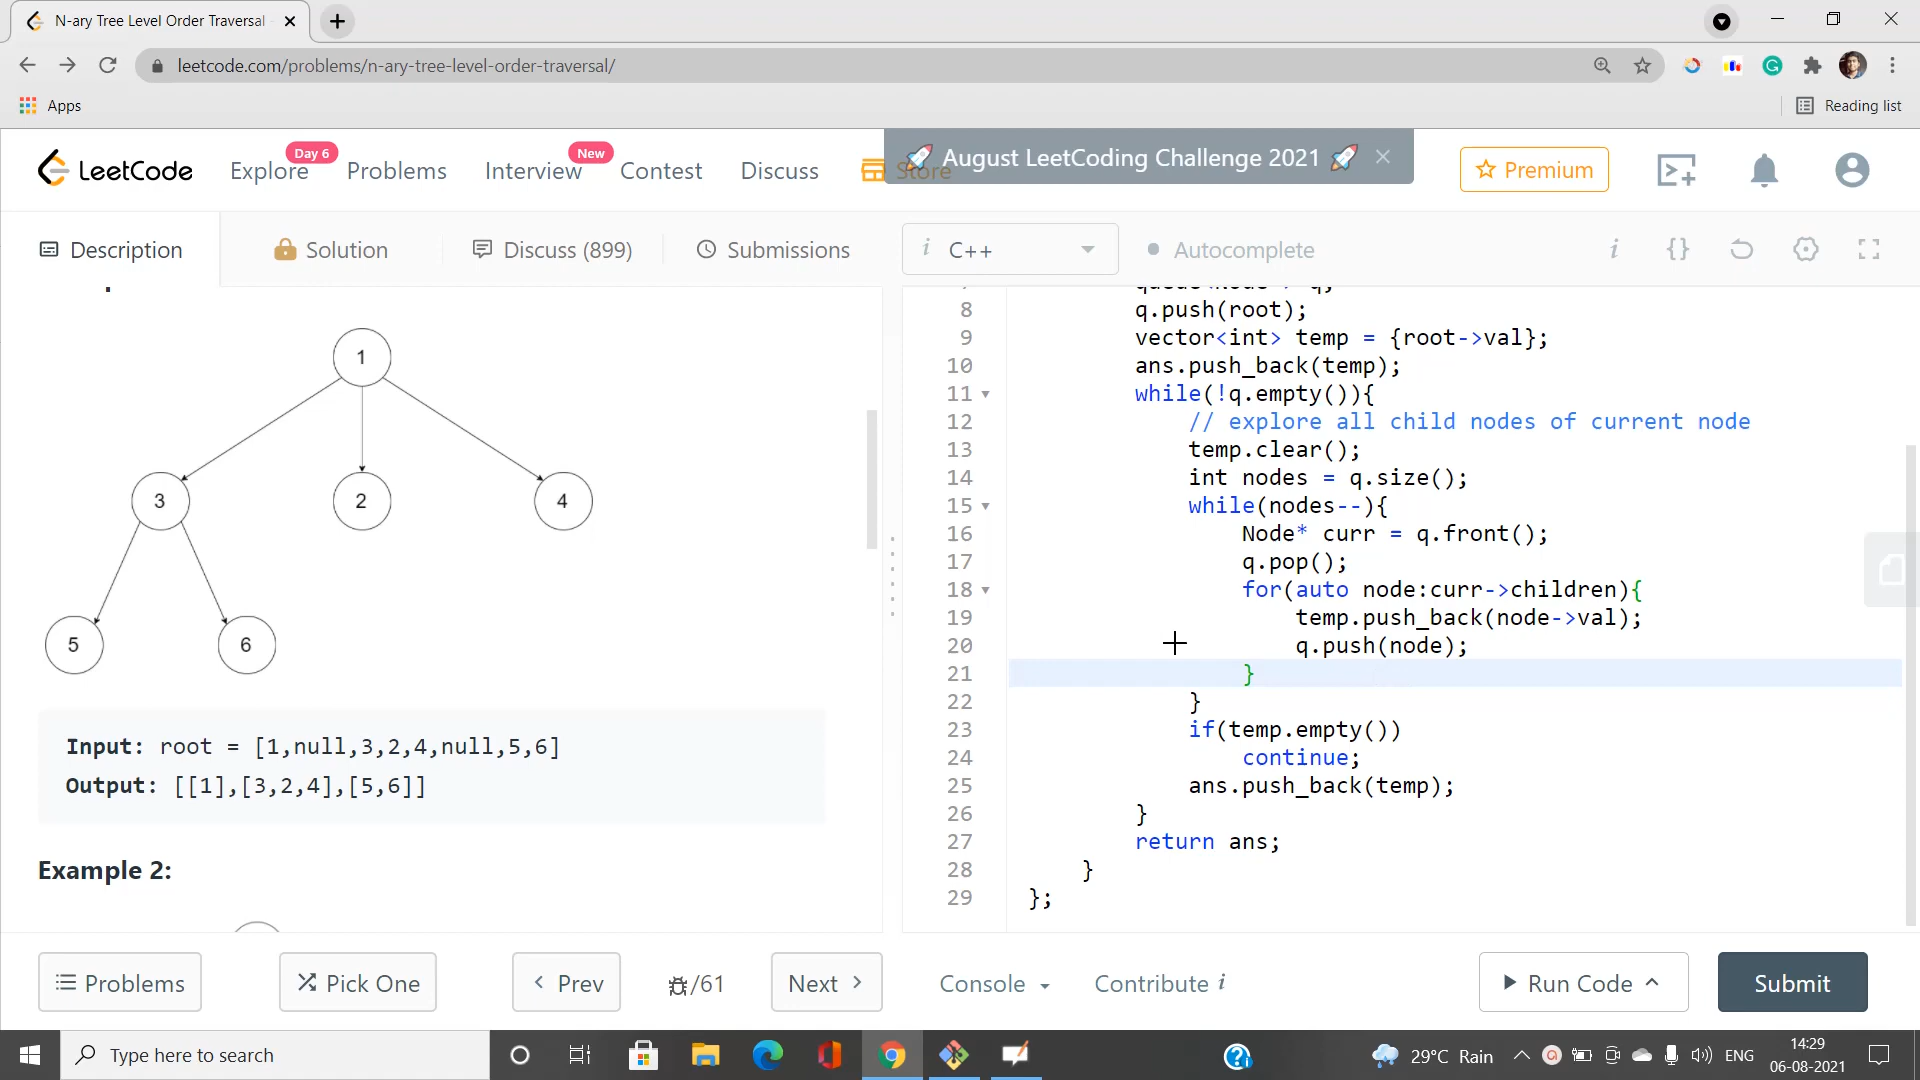 N-ary Tree Level Order Traversal
leetcode.com/problems/n-ary-tree-level-order-traversal/
Apps
Reading list
LeetCode
Explore
Day 6
Problems
Interview
New
Contest
Discuss
Store
🚀 August LeetCoding Challenge 2021 🚀
Premium
Description
Solution
Discuss (899)
Submissions
i C++
Autocomplete
i {}
1
3 2 4
5 6
Input: root = [1,null,3,2,4,null,5,6]
Output: [[1],[3,2,4],[5,6]]
Example 2:
8 q.push(root);
9 vector<int> temp = {root->val};
10 ans.push_back(temp);
11 while(!q.empty()){
12 // explore all child nodes of current node
13 temp.clear();
14 int nodes = q.size();
15 while(nodes--){
16 Node* curr = q.front();
17 q.pop();
18 for(auto node:curr->children){
19 temp.push_back(node->val);
20 q.push(node);
21 }
22 }
23 if(temp.empty())
24 continue;
25 ans.push_back(temp);
26 }
27 return ans;
28 }
29 };
Problems
Pick One
Prev
/61
Next
Console
Contribute i
Run Code
Submit
Type here to search
29°C Rain
ENG
14:29
06-08-2021